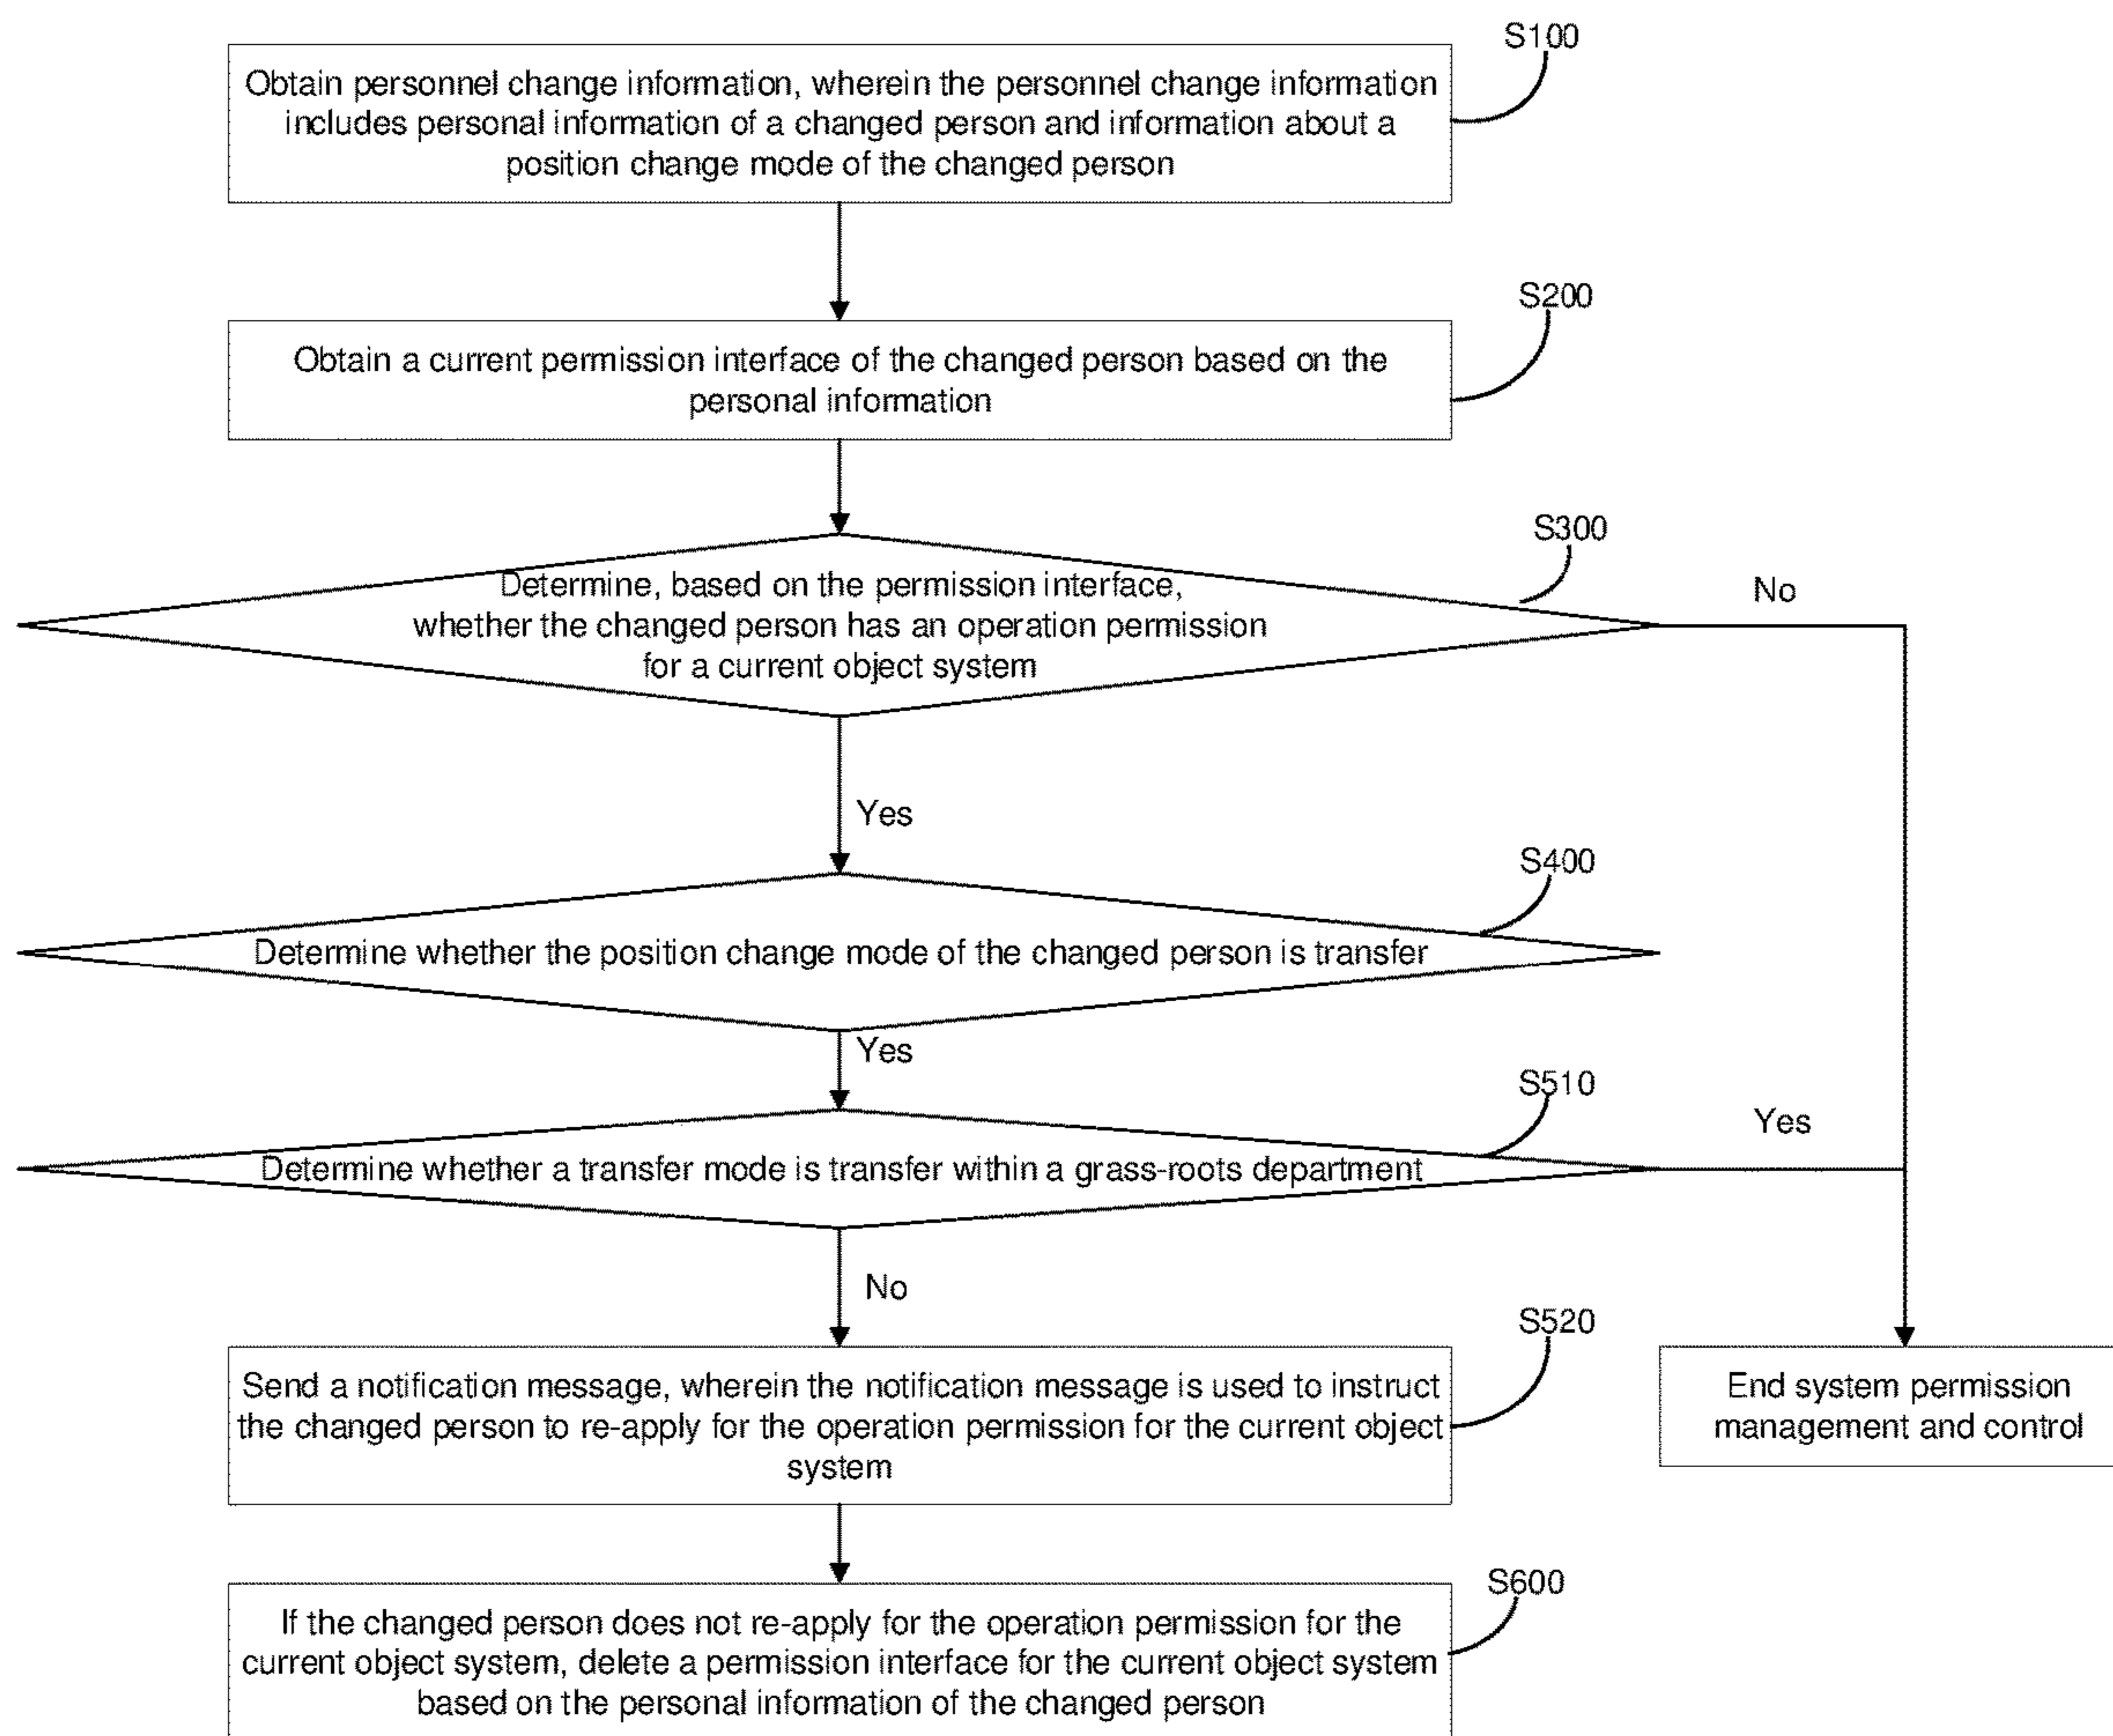 S100
Obtain personnel change information, wherein the personnel change information
includes personal information of a changed person and information about a
position change mode of the changed person
S200
Obtain a current permission interface of the changed person based on the
personal information
S300
Determine, based on the permission interface,
whether the changed person has an operation permission
for a current object system
No
Yes
S400
Determine whether the position change mode of the changed person is transfer
Yes
S510
Determine whether a transfer mode is transfer within a grass-roots department
Yes
No
S520
Send a notification message, wherein the notification message is used to instruct
the changed person to re-apply for the operation permission for the current object
system
End system permission
management and control
S600
If the changed person does not re-apply for the operation permission for the
current object system, delete a permission interface for the current object system
based on the personal information of the changed person